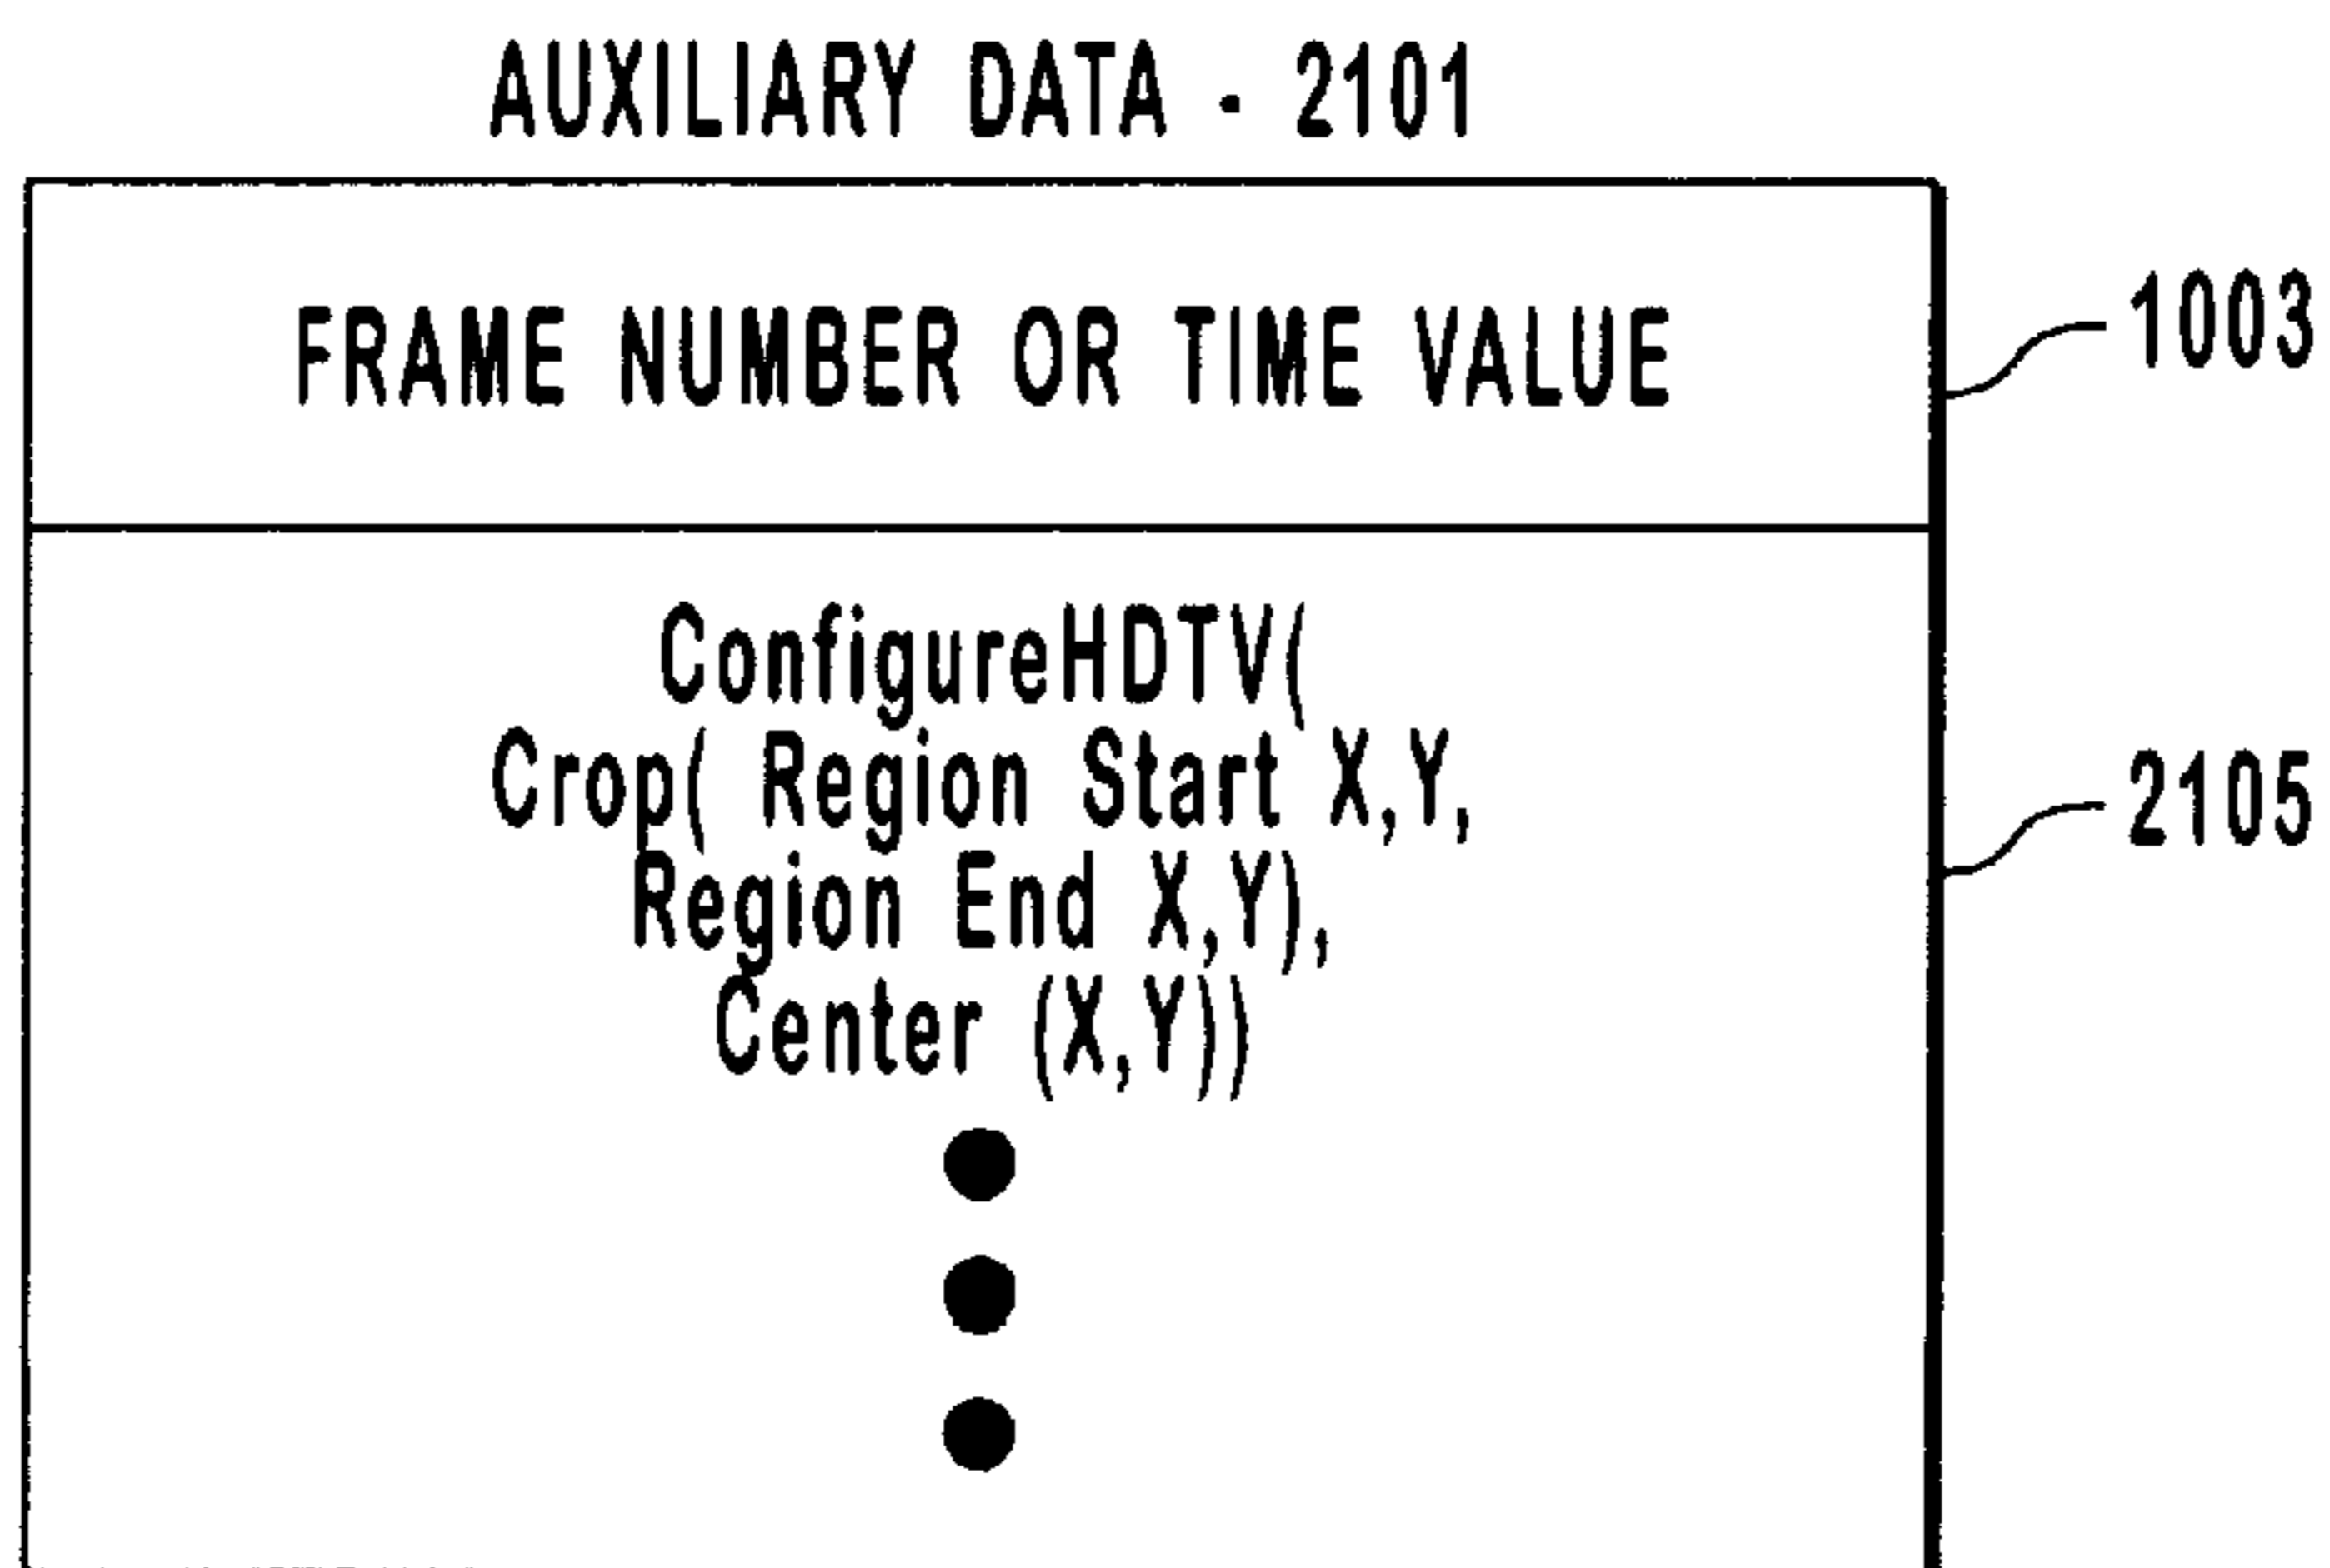 AUXILIARY DATA - 2101
FRAME NUMBER OR TIME VALUE
1003
ConfigureHDTV(
Crop( Region Start X,Y,
Region End X,Y),
Center (X,Y))
2105